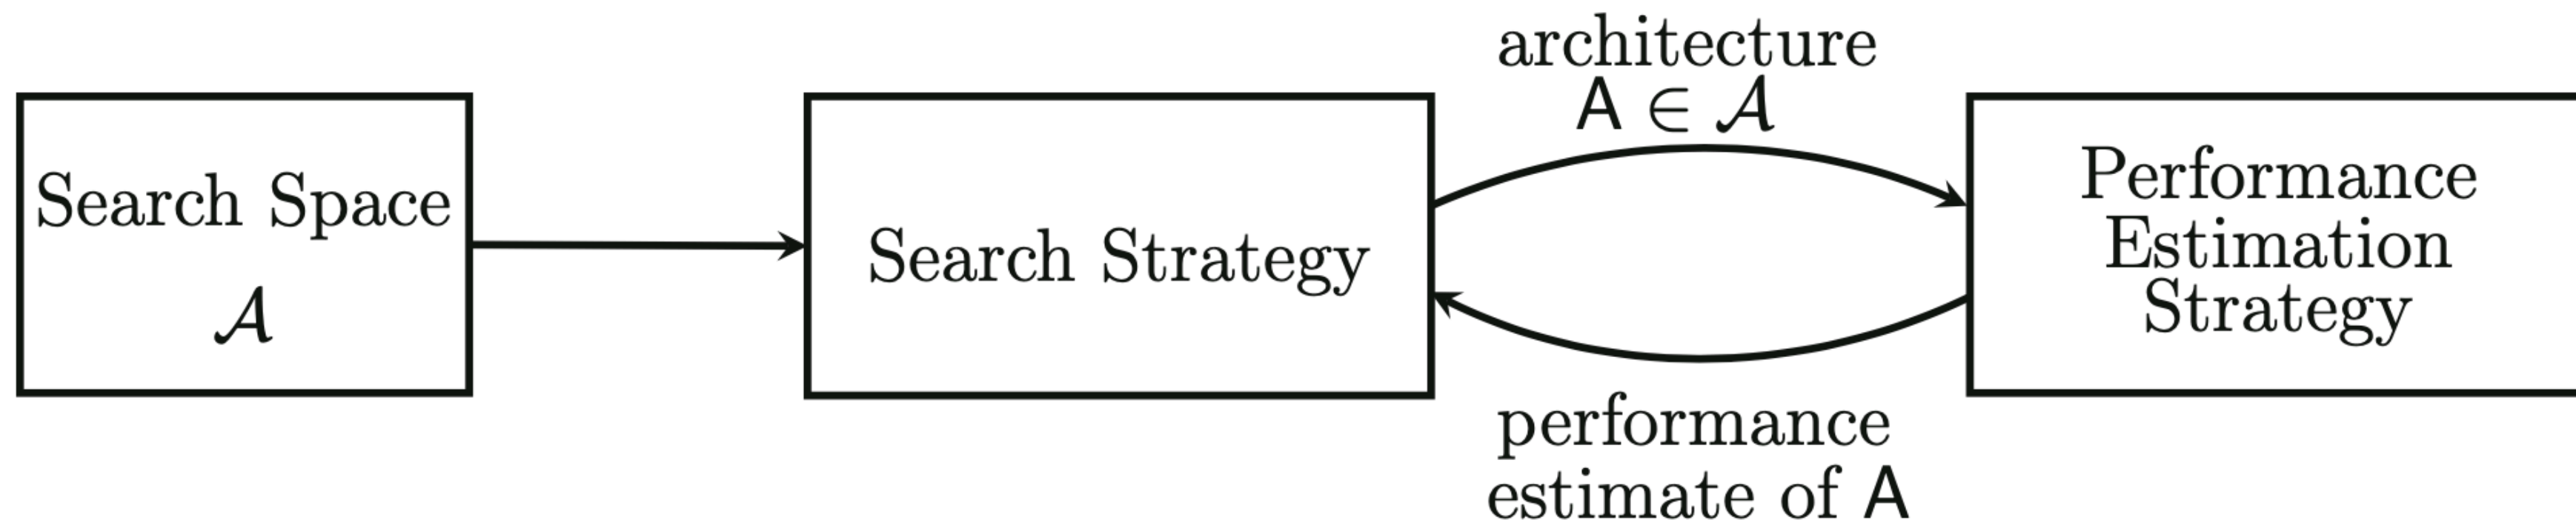 Search Space
𝒜
Search Strategy
architecture
A ∈ 𝒜
performance
estimate of A
Performance
Estimation
Strategy